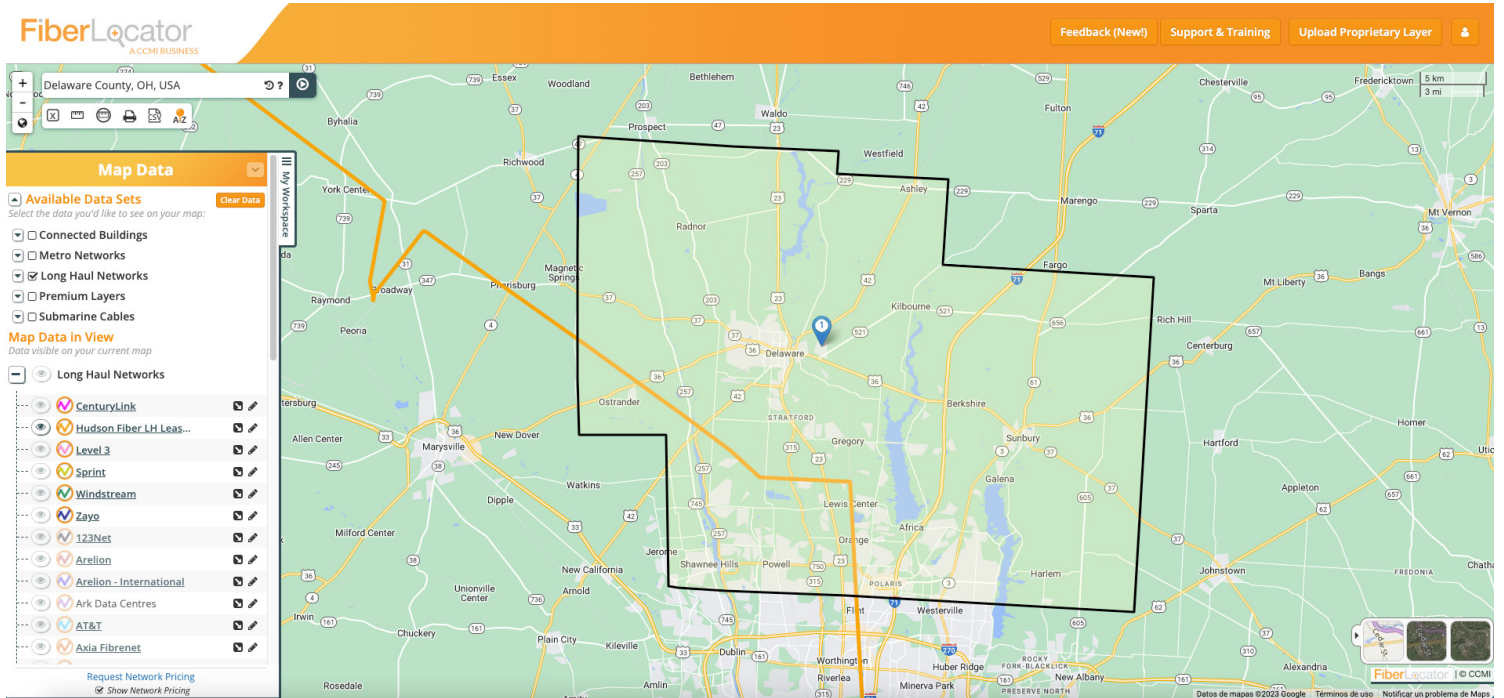 FiberLocator
A CCMI BUSINESS
Feedback (New!)
Support & Training
Upload Proprietary Layer
Delaware County, OH, USA
?
CSV
A-Z
5 km
3 mi
Map Data
My Workspace
Available Data Sets
Clear Data
Select the data you'd like to see on your map:
Connected Buildings
Metro Networks
Long Haul Networks
Premium Layers
Submarine Cables
Map Data in View
Data visible on your current map
Long Haul Networks
CenturyLink
Hudson Fiber LH Leas...
Level 3
Sprint
Windstream
Zayo
123Net
Arelion
Arelion - International
Ark Data Centres
AT&T
Axia Fibrenet
Request Network Pricing
Show Network Pricing
Essex
Woodland
Bethlehem
Chesterville
Fredericktown
Byhalia
Prospect
Waldo
Fulton
Richwood
Westfield
York Center
Ashley
Marengo
Sparta
Mt Vernon
Radnor
Magnetic
Springs
Fargo
Mt Liberty
Bangs
Raymond
Broadway
Pharisburg
Peoria
Kilbourne
Rich Hill
Centerburg
1
Delaware
Ostrander
Berkshire
STRATFORD
Homer
Allen Center
Marysville
New Dover
Gregory
Sunbury
Hartford
Watkins
Galena
Appleton
Dipple
Lewis Center
Africa
Milford Center
Jerome
Orange
New California
Shawnee Hills
Powell
POLARIS
Harlem
Johnstown
FREDONIA
Unionville
Center
Arnold
Irwin
Flint
Westerville
Chuckery
Plain City
Kileville
Dublin
Worthington
Huber Ridge
ROCKY
FORK-BLACKLICK
PRESERVE NORTH
New Albany
Alexandria
Rosedale
Amlin
Riverlea
Minerva Park
Cedar St
FiberLocator | © CCMI
Datos de mapas ©2023 Google
Términos de uso
Notificar un problema de Maps